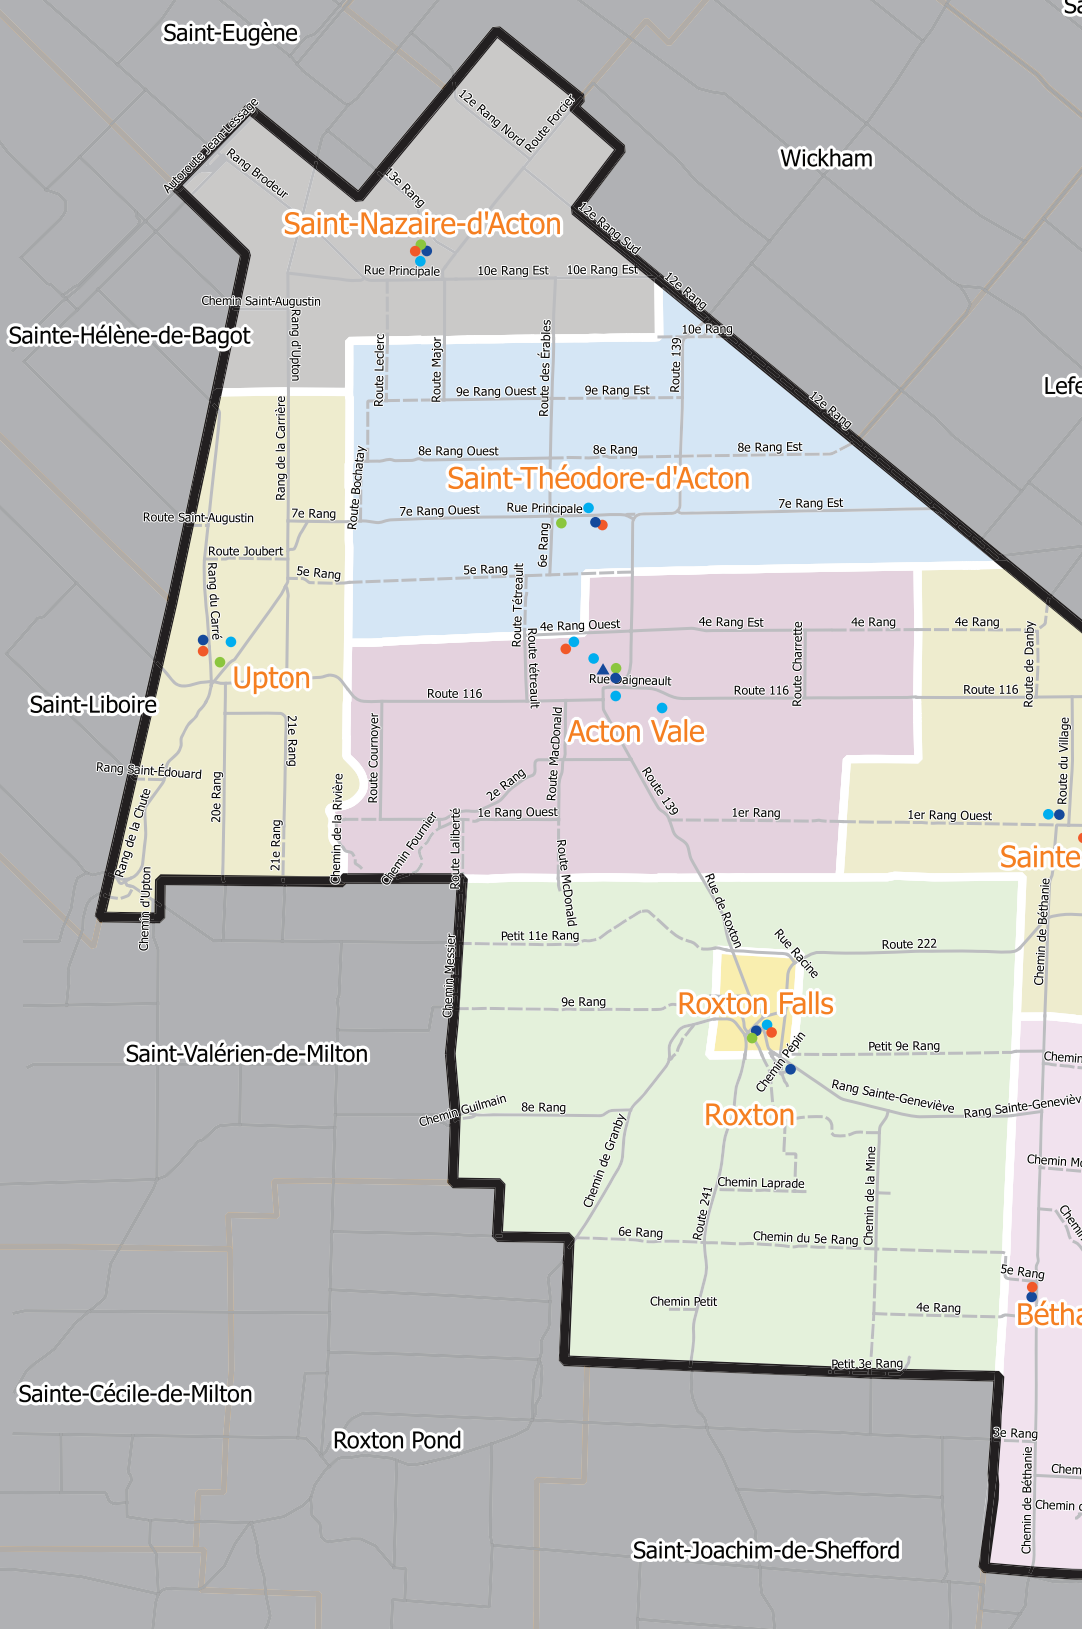 Sa
Saint-Eugène
12e Rang Nord
Route Forcier
Autoroute Jean-Lessage
Rang Brodeur
Wickham
13e Rang
Saint-Nazaire-d'Acton
12e Rang Sud
Rue Principale
10e Rang Est
10e Rang Est
12e Rang
Chemin Saint-Augustin
Rang d'Upton
Sainte-Hélène-de-Bagot
10e Rang
Route Leclerc
Route Major
Route des Érables
Route 139
Lefe
9e Rang Ouest
9e Rang Est
12e Rang
Rang de la Carrière
8e Rang Ouest
8e Rang
8e Rang Est
Route Bochatay
Saint-Théodore-d'Acton
Route Saint-Augustin
7e Rang
7e Rang Ouest
Rue Principale
7e Rang Est
6e Rang
Route Joubert
5e Rang
5e Rang
Rang du Carré
Route Tétreault
4e Rang Ouest
4e Rang Est
4e Rang
4e Rang
Route tétreault
Route Charrette
Route de Danby
Upton
Rue Daigneault
Saint-Liboire
Route 116
Route 116
Route 116
Acton Vale
21e Rang
Route Cournoyer
Route MacDonald
Route du Village
Rang Saint-Édouard
20e Rang
2e Rang
Route 139
Rang de la Chute
21e Rang
Chemin de la Rivière
Chemin Fournier
Route Laliberté
1e Rang Ouest
1er Rang
1er Rang Ouest
Sainte
Route McDonald
Rue de Roxton
Chemin d'Upton
Chemin de Béthanie
Petit 11e Rang
Rue Racine
Route 222
Chemin Messier
9e Rang
Roxton Falls
Saint-Valérien-de-Milton
Chemin Pépin
Petit 9e Rang
Chemin
Chemin Guilmain
8e Rang
Roxton
Rang Sainte-Geneviève
Rang Sainte-Geneviève
Chemin de Granby
Chemin de la Mine
Chemin Mc
Chemin Laprade
Route 241
6e Rang
Chemin du 5e Rang
Chemin
5e Rang
Chemin Petit
4e Rang
Bétha
Petit 3e Rang
Sainte-Cécile-de-Milton
Roxton Pond
3e Rang
Chem
Chemin de Béthanie
Chemin d
Saint-Joachim-de-Shefford